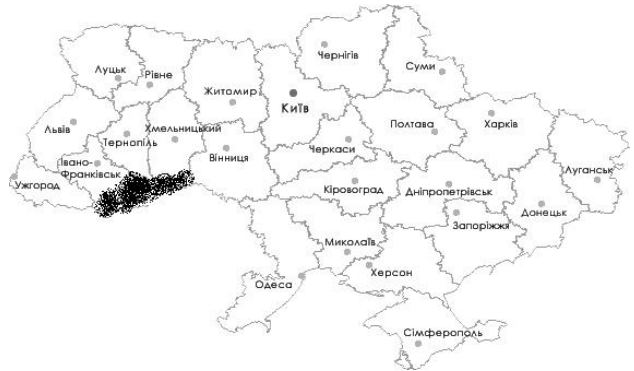 Чернігів
Луцьк
Рівне
Суми
Житомир
Київ
Львів
Тернопіль
Хмельницький
Полтава
Харків
Івано-
Франківськ
Вінниця
Черкаси
Ужгород
Кіровоград
Дніпропетрівськ
Луганськ
Донецьк
Запоріжжя
Миколаїв
Херсон
Одеса
Сімферополь